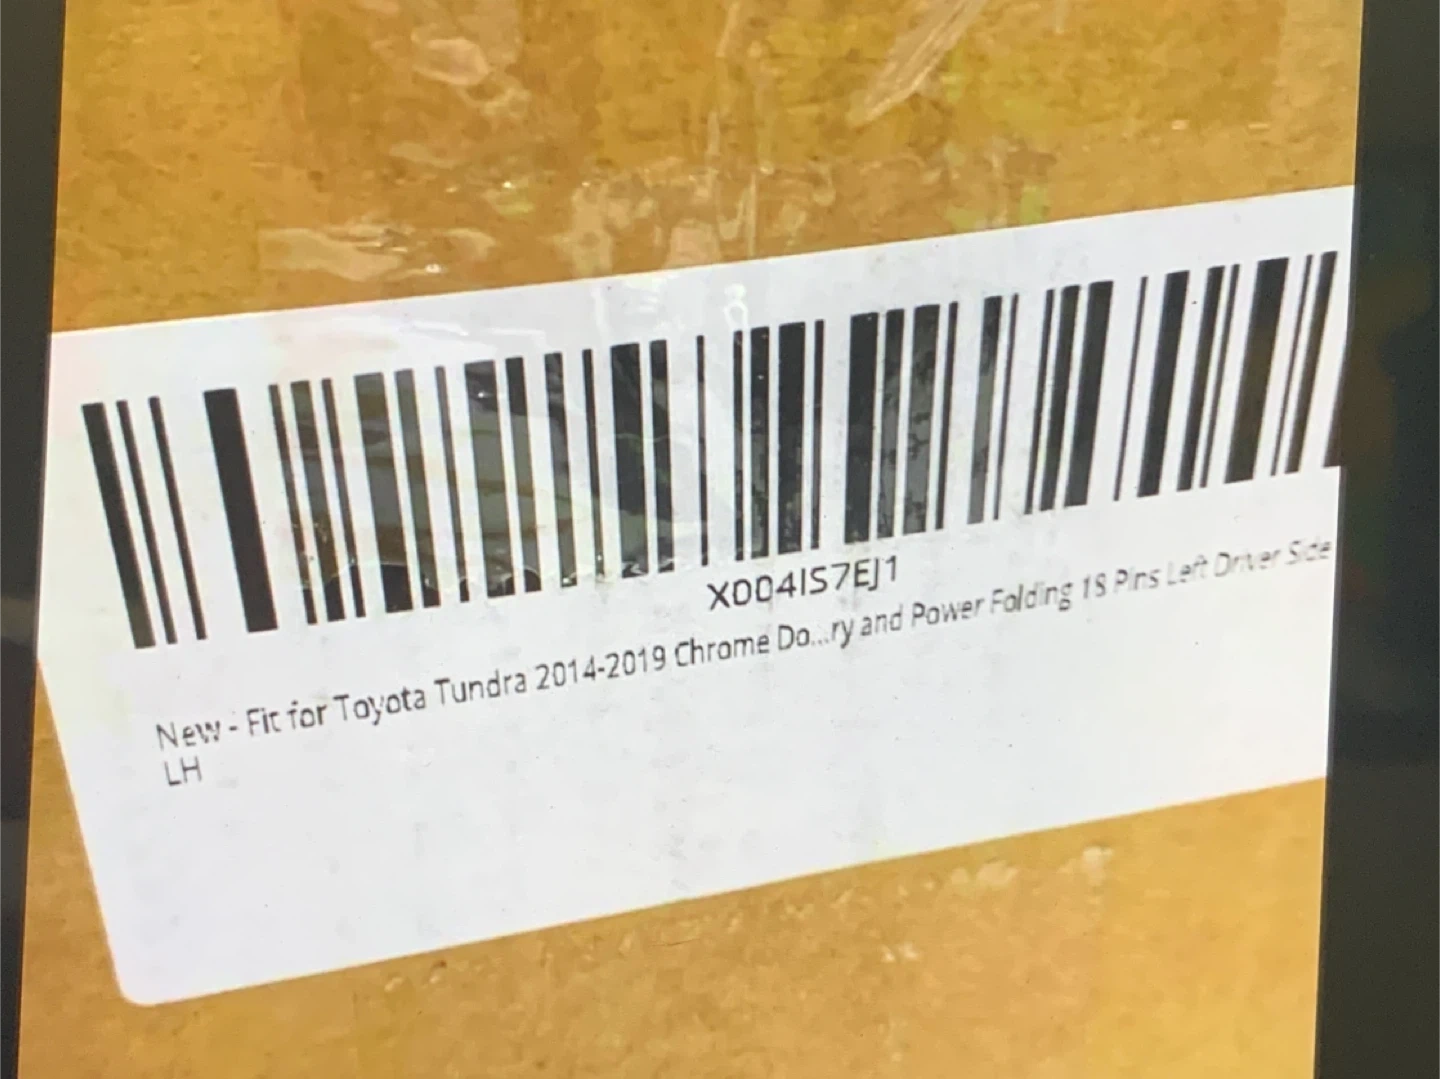 X004IS7EJ1
New - Fit for Toyota Tundra 2014-2019 Chrome Do...ry and Power Folding 18 Pins Left Driver Side
LH